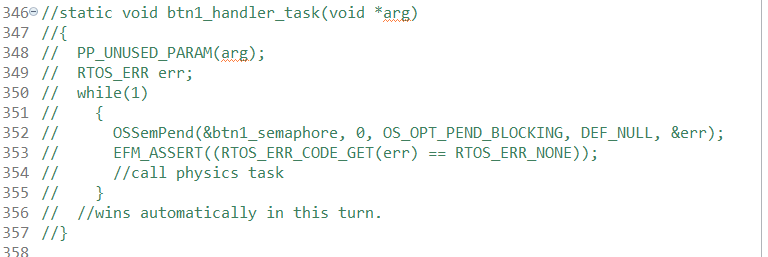 346 //static void btn1_handler_task(void *arg)
347 //{
348 //  PP_UNUSED_PARAM(arg);
349 //  RTOS_ERR err;
350 //  while(1)
351 //    {
352 //      OSSemPend(&btn1_semaphore, 0, OS_OPT_PEND_BLOCKING, DEF_NULL, &err);
353 //      EFM_ASSERT((RTOS_ERR_CODE_GET(err) == RTOS_ERR_NONE));
354 //      //call physics task
355 //    }
356 //  //wins automatically in this turn.
357 //}
358